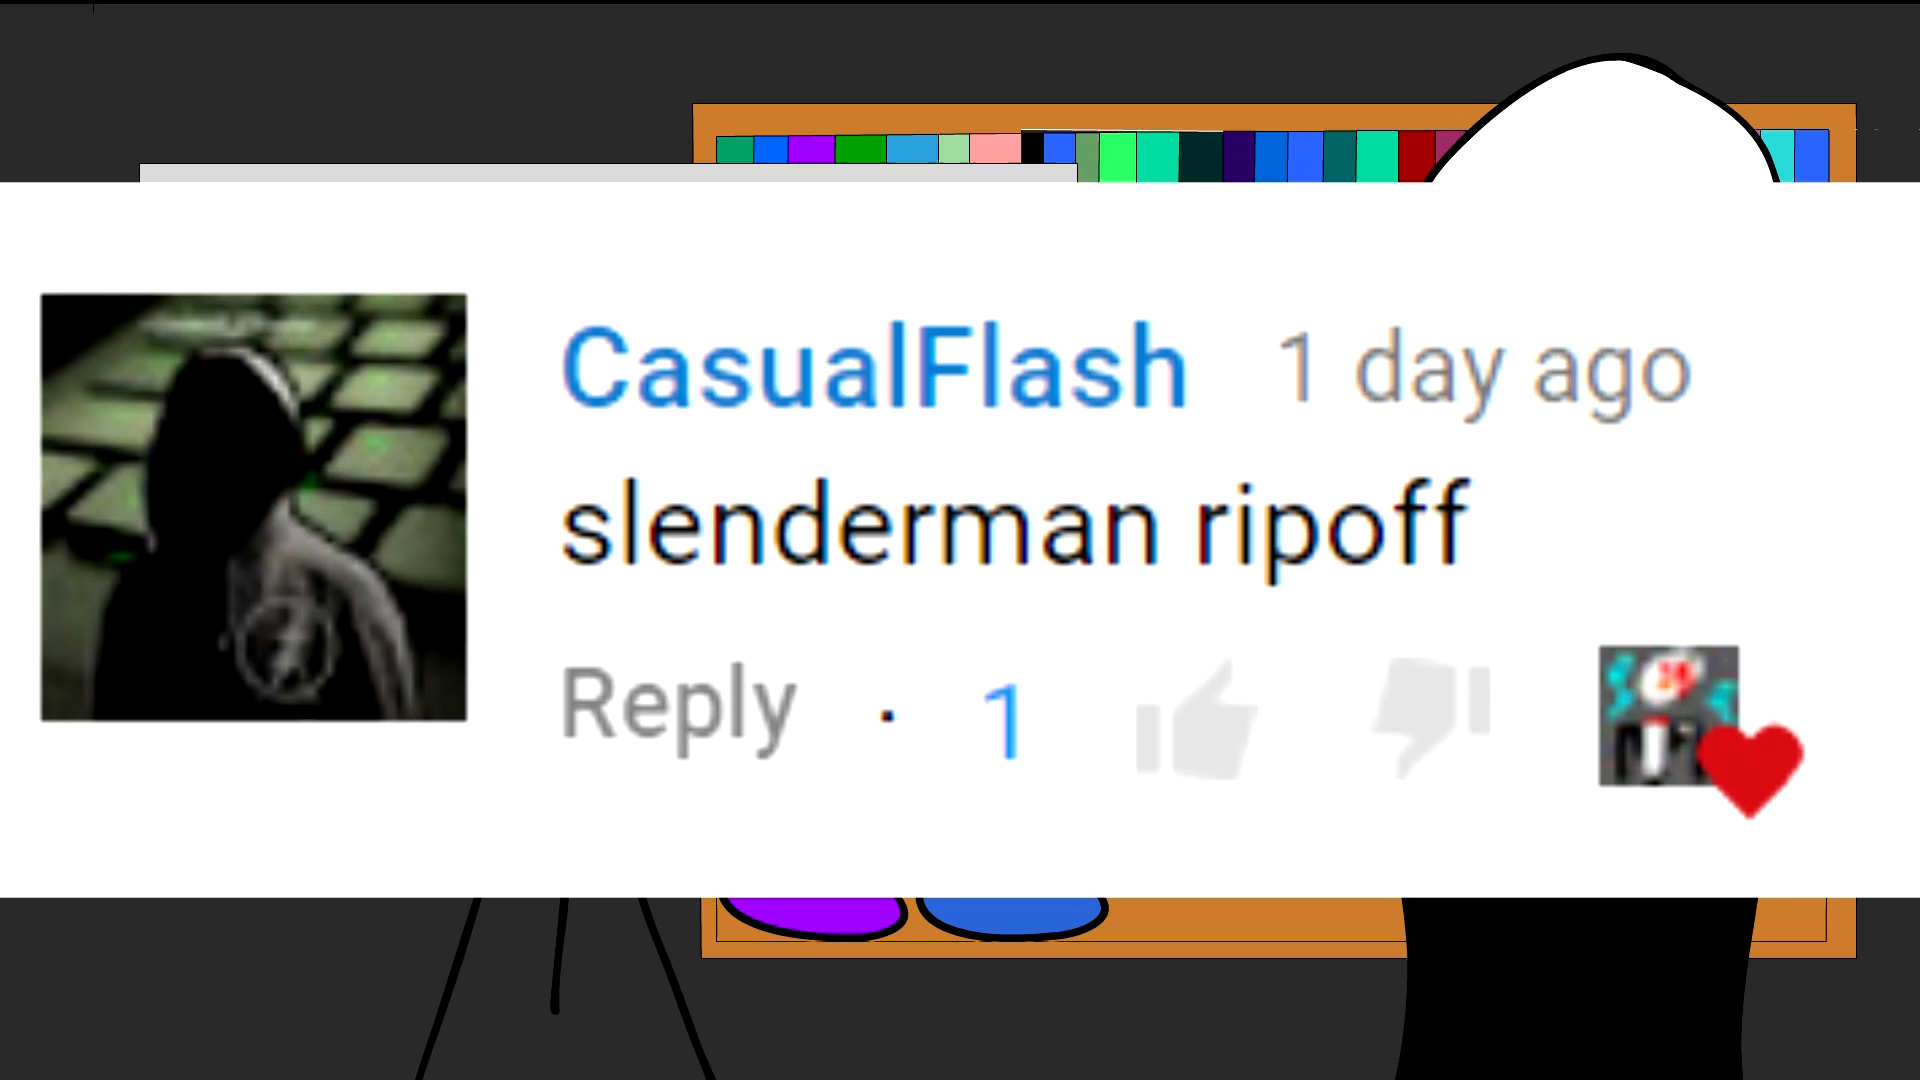 CasualFlash 1 day ago
slenderman ripoff
Reply · 1